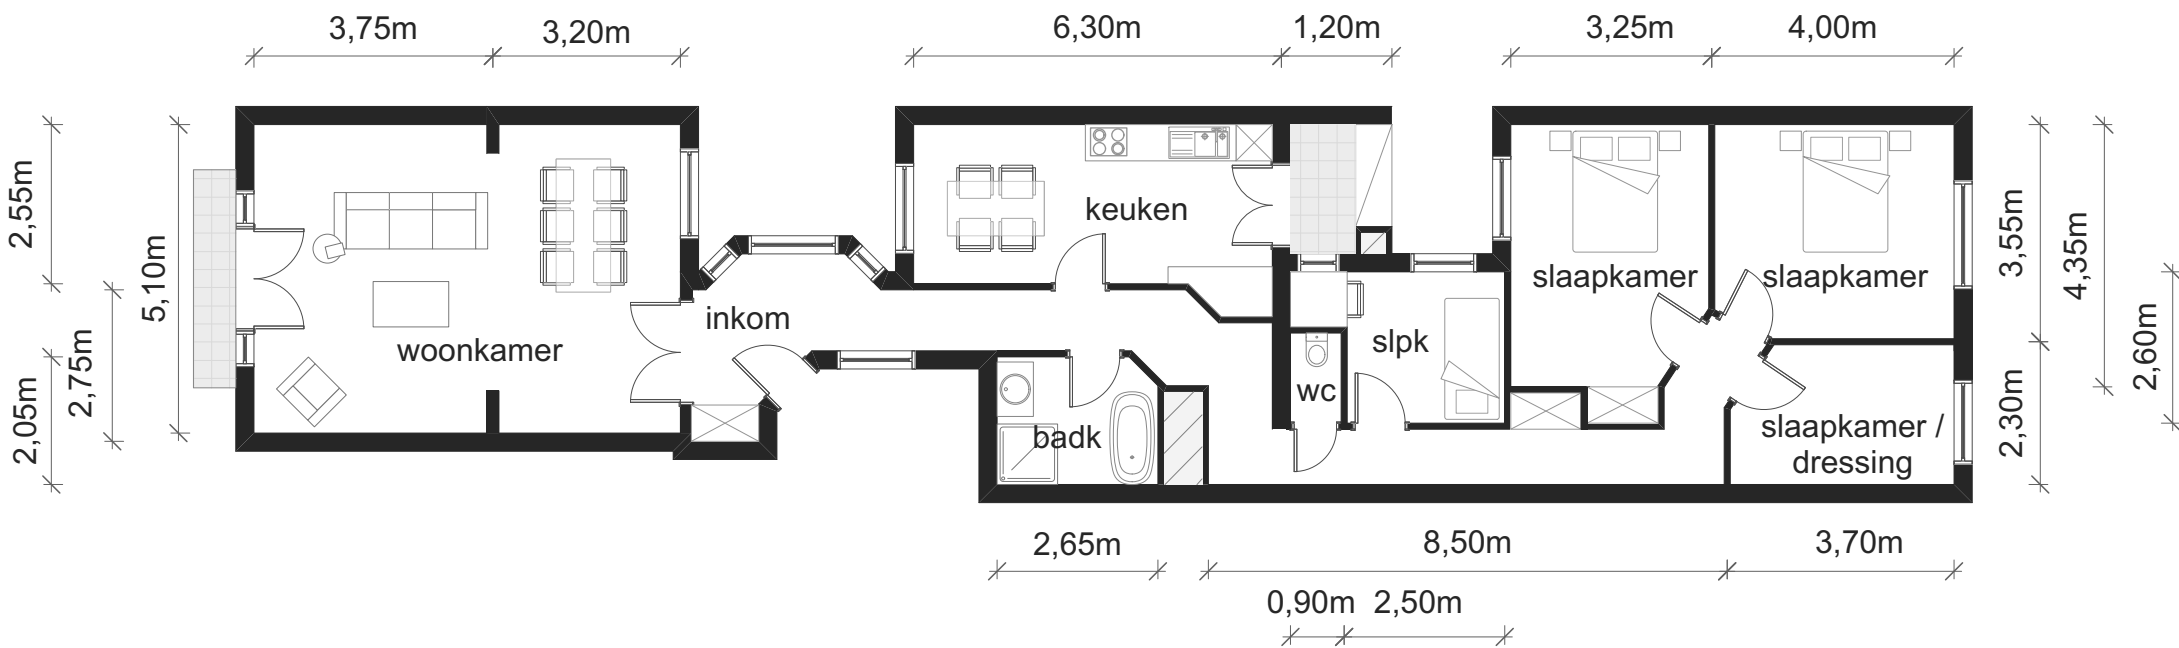 3,75m
3,20m
6,30m
1,20m
3,25m
4,00m
2,55m
5,10m
2,75m
2,05m
keuken
slaapkamer
slaapkamer
inkom
woonkamer
slpk
wc
badk
slaapkamer /
dressing
3,55m
4,35m
2,60m
2,30m
2,65m
8,50m
3,70m
0,90m
2,50m